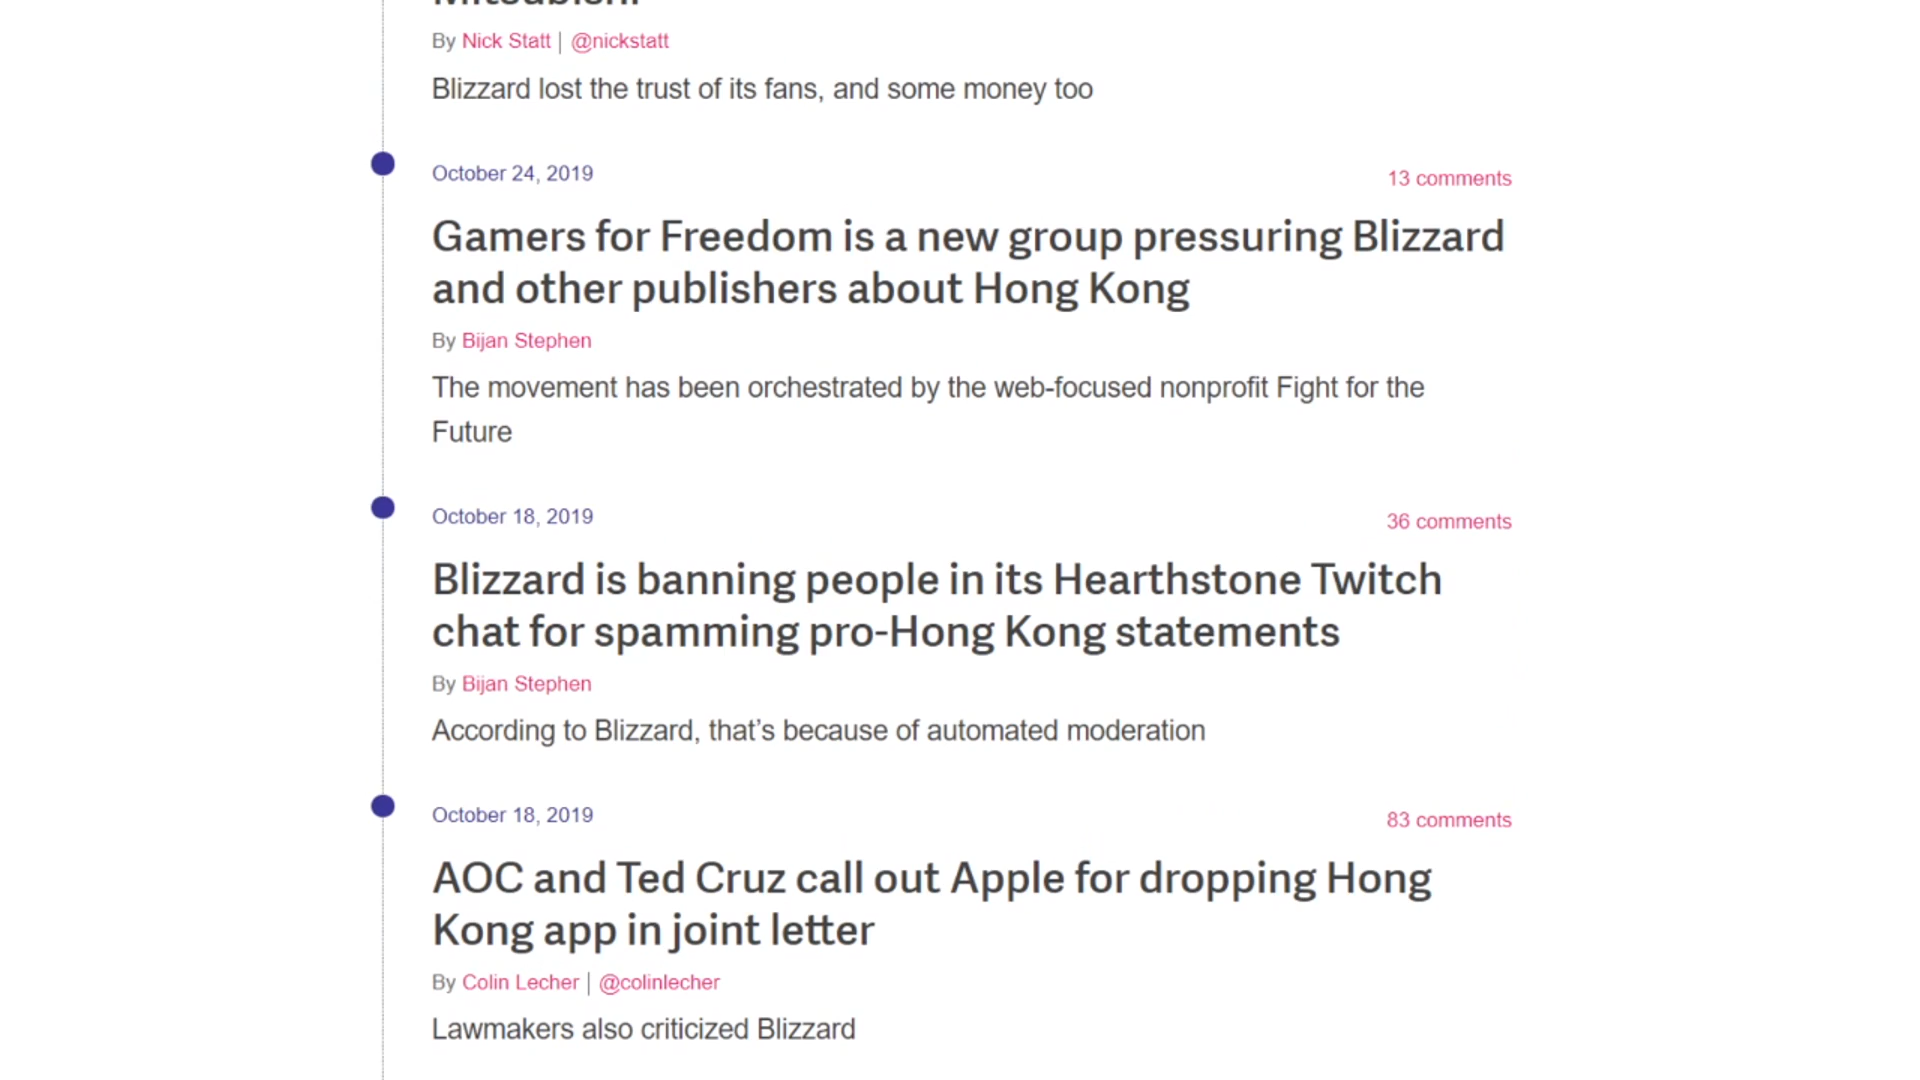 By Nick Statt | @nickstatt
Blizzard lost the trust of its fans, and some money too
October 24, 2019
13 comments
Gamers for Freedom is a new group pressuring Blizzard
and other publishers about Hong Kong
By Bijan Stephen
The movement has been orchestrated by the web-focused nonprofit Fight for the
Future
October 18, 2019
36 comments
Blizzard is banning people in its Hearthstone Twitch
chat for spamming pro-Hong Kong statements
By Bijan Stephen
According to Blizzard, that’s because of automated moderation
October 18, 2019
83 comments
AOC and Ted Cruz call out Apple for dropping Hong
Kong app in joint letter
By Colin Lecher | @colinlecher
Lawmakers also criticized Blizzard